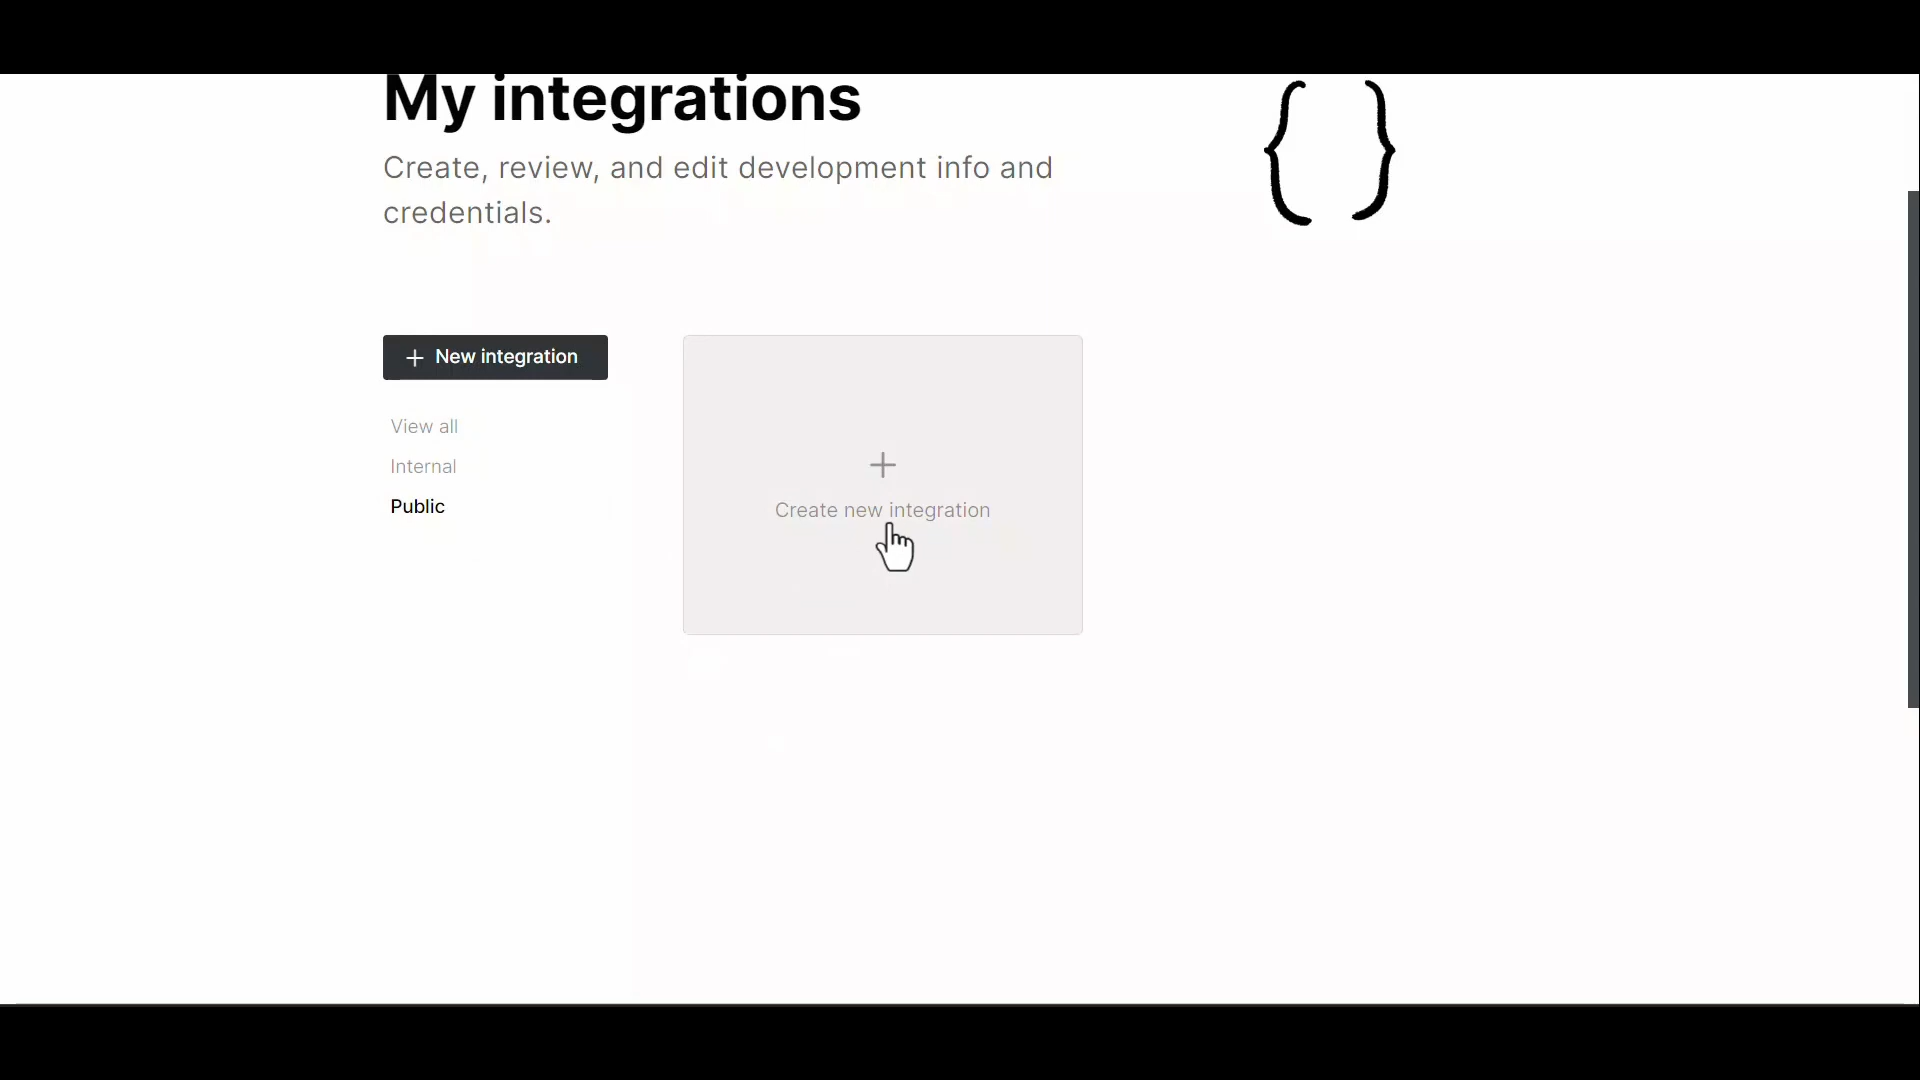 My integrations
Create, review, and edit development info and
credentials.
New integration
View all
Internal
Public
Create new integration